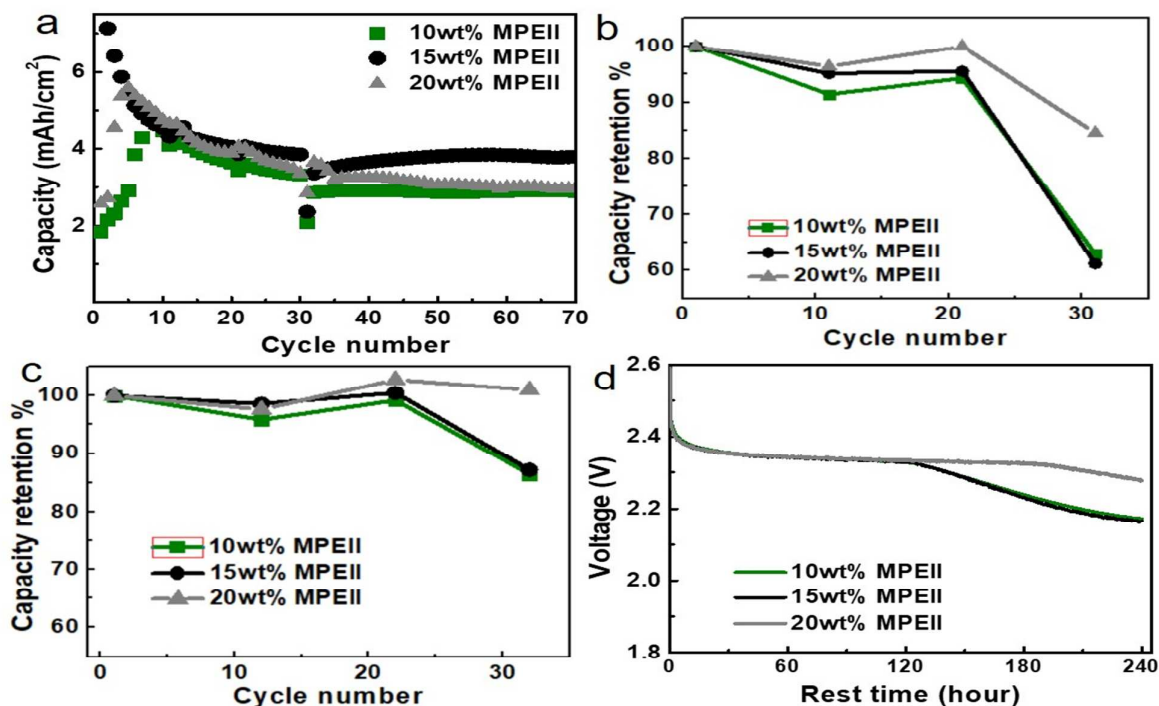 a
Capacity (mAh/cm²)
6
4
2
10wt% MPEII
15wt% MPEII
20wt% MPEII
0 10 20 30 40 50 60 70
Cycle number
b
Capacity retention %
100
90
80
70
60
10wt% MPEII
15wt% MPEII
20wt% MPEII
0 10 20 30
Cycle number
c
Capacity retention %
100
90
80
70
60
10wt% MPEII
15wt% MPEII
20wt% MPEII
0 10 20 30
Cycle number
d
Voltage (V)
2.6
2.4
2.2
2.0
1.8
10wt% MPEII
15wt% MPEII
20wt% MPEII
0 60 120 180 240
Rest time (hour)